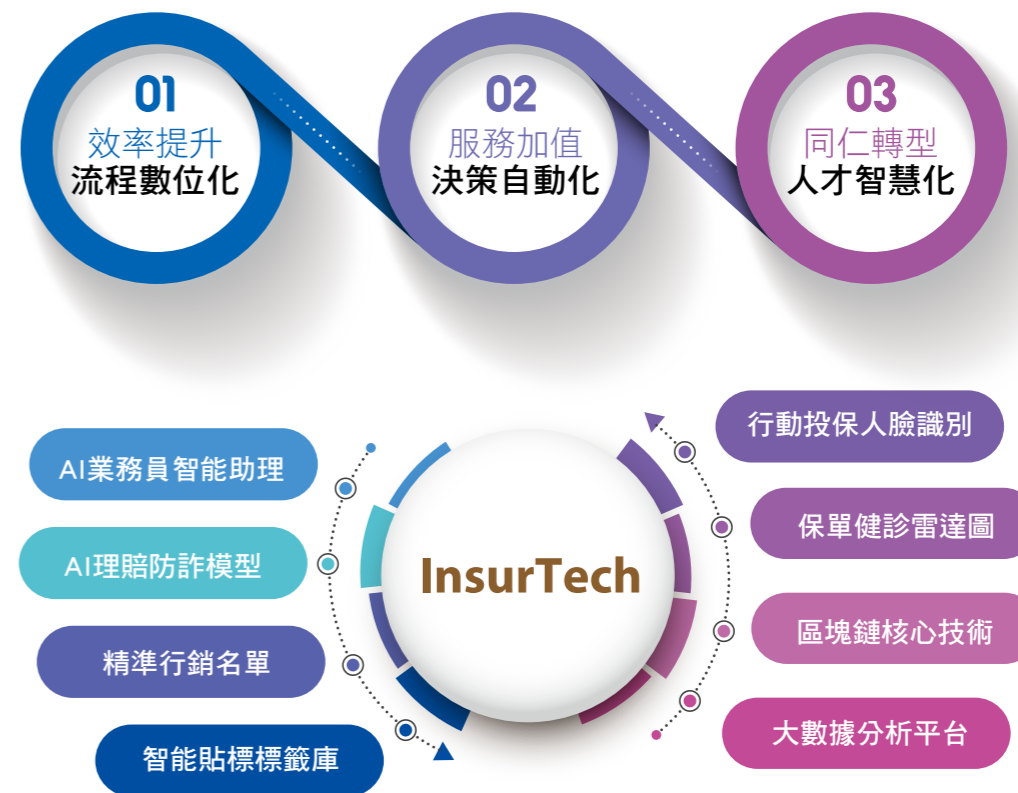 01
效率提升
流程數位化
02
服務加值
決策自動化
03
同仁轉型
人才智慧化
AI業務員智能助理
AI理賠防詐模型
精準行銷名單
智能貼標標籤庫
InsurTech
行動投保人臉識別
保單健診雷達圖
區塊鏈核心技術
大數據分析平台